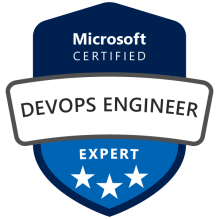 Microsoft
CERTIFIED
DEVOPS ENGINEER
EXPERT